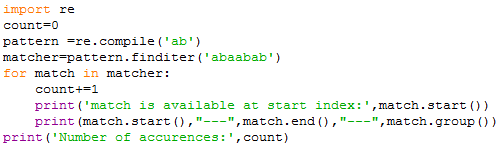 import re
count=0
pattern =re.compile('ab')
matcher=pattern.finditer('abaabab')
for match in matcher:
    count+=1
    print('match is available at start index:',match.start())
    print(match.start(),"---",match.end(),"---",match.group())
print('Number of accurences:',count)